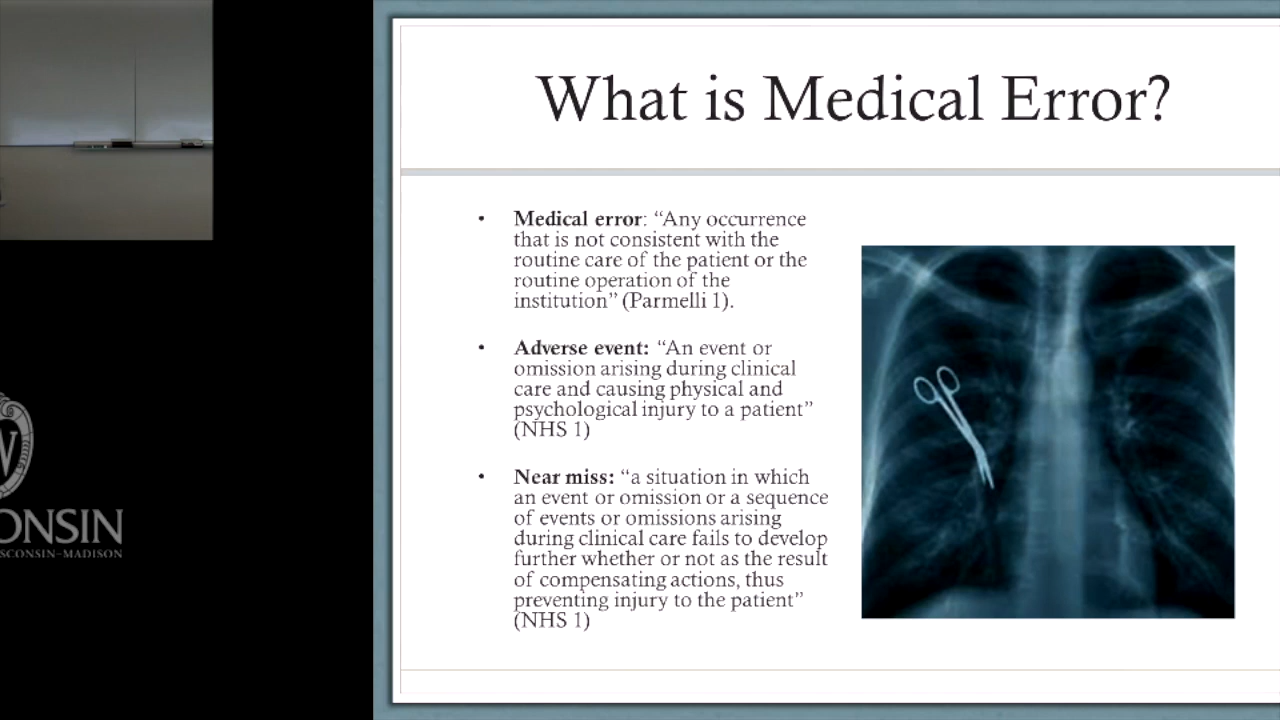 What is Medical Error?
• Medical error: “Any occurrence
that is not consistent with the
routine care of the patient or the
routine operation of the
institution” (Parmelli 1).
• Adverse event: “An event or
omission arising during clinical
care and causing physical and
psychological injury to a patient”
(NHS 1)
• Near miss: “a situation in which
an event or omission or a sequence
of events or omissions arising
during clinical care fails to develop
further whether or not as the result
of compensating actions, thus
preventing injury to the patient”
(NHS 1)
W
ONSIN
SCONSIN–MADISON